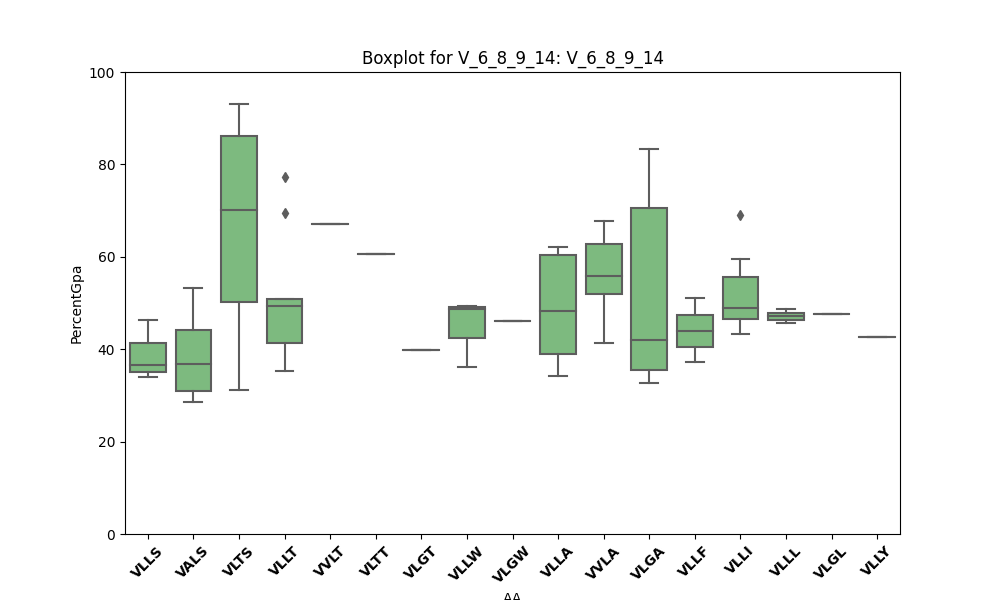 Boxplot for V_6_8_9_14: V_6_8_9_14
PercentGpa
100
80
60
40
20
0
VLLS VALS VLTS VLLT VVLT VLTT VLGT VLLW VLGW VLLA VVLA VLGA VLLF VLLI VLLL VLGL VLLY
AA